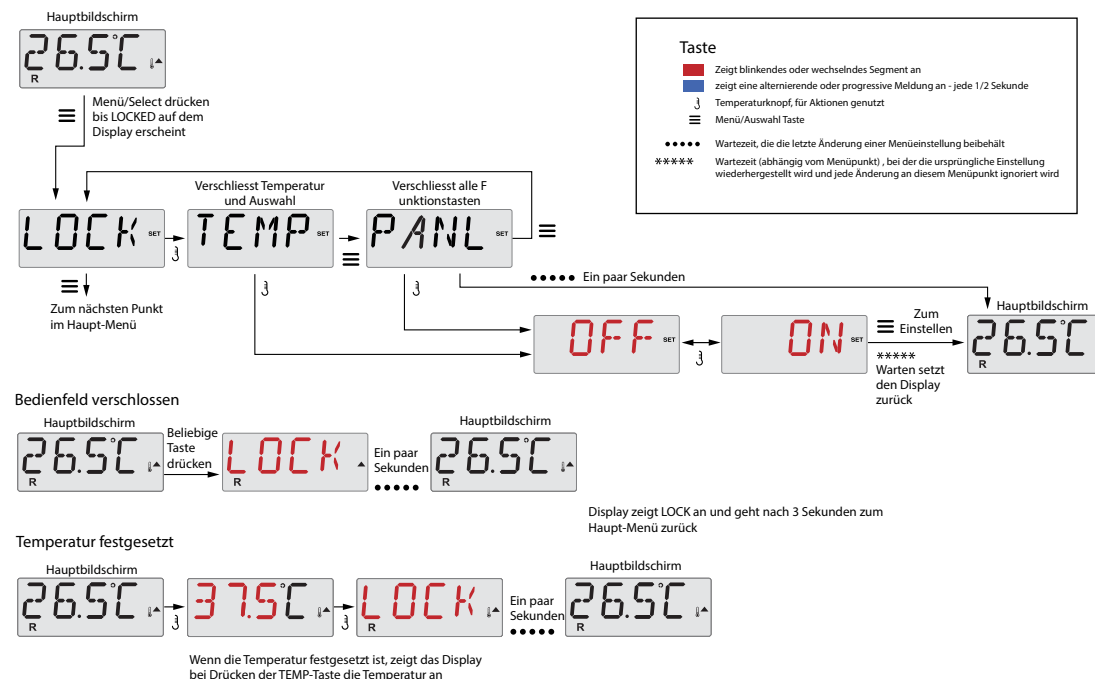 Hauptbildschirm
26.5°C
R
Menü/Select drücken
bis LOCKED auf dem
Display erscheint
Taste
Zeigt blinkendes oder wechselndes Segment an
zeigt eine alternierende oder progressive Meldung an - jede 1/2 Sekunde
Temperaturknopf, für Aktionen genutzt
Menü/Auswahl Taste
••••• Wartezeit, die die letzte Änderung einer Menüeinstellung beibehält
***** Wartezeit (abhängig vom Menüpunkt) , bei der die ursprüngliche Einstellung
wiederhergestellt wird und jede Änderung an diesem Menüpunkt ignoriert wird
Verschliesst Temperatur
und Auswahl
Verschliesst alle F
unktionstasten
LOCK SET
TEMP SET
PANL SET
Zum nächsten Punkt
im Haupt-Menü
••••• Ein paar Sekunden
OFF SET
ON SET
Zum
Einstellen
*****
Warten setzt
den Display
zurück
Hauptbildschirm
26.5°C
R
Bedienfeld verschlossen
Hauptbildschirm
26.5°C
R
Beliebige
Taste
drücken
LOCK
R
Ein paar
Sekunden
•••••
Hauptbildschirm
26.5°C
R
Display zeigt LOCK an und geht nach 3 Sekunden zum
Haupt-Menü zurück
Temperatur festgesetzt
Hauptbildschirm
26.5°C
R
37.5°C
LOCK
R
Ein paar
Sekunden
•••••
Hauptbildschirm
26.5°C
R
Wenn die Temperatur festgesetzt ist, zeigt das Display
bei Drücken der TEMP-Taste die Temperatur an